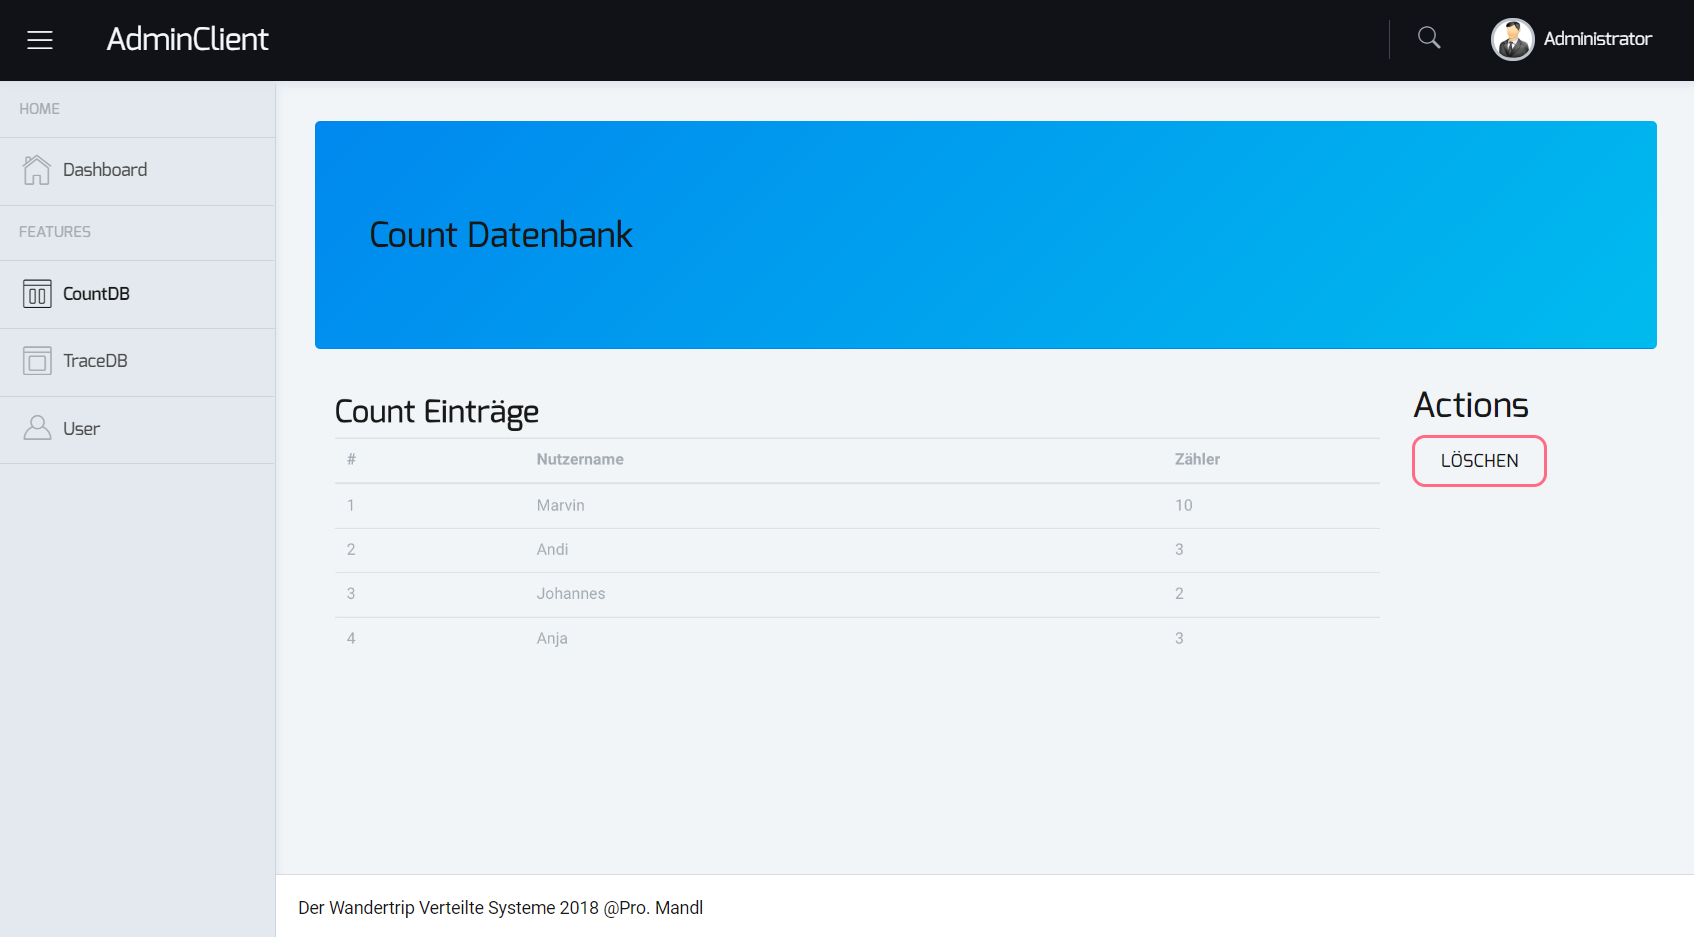 AdminClient
Administrator
HOME
Dashboard
FEATURES
CountDB
TraceDB
User
Count Datenbank
Count Einträge
# Nutzername Zähler
1 Marvin 10
2 Andi 3
3 Johannes 2
4 Anja 3
Actions
LÖSCHEN
Der Wandertrip Verteilte Systeme 2018 @Pro. Mandl